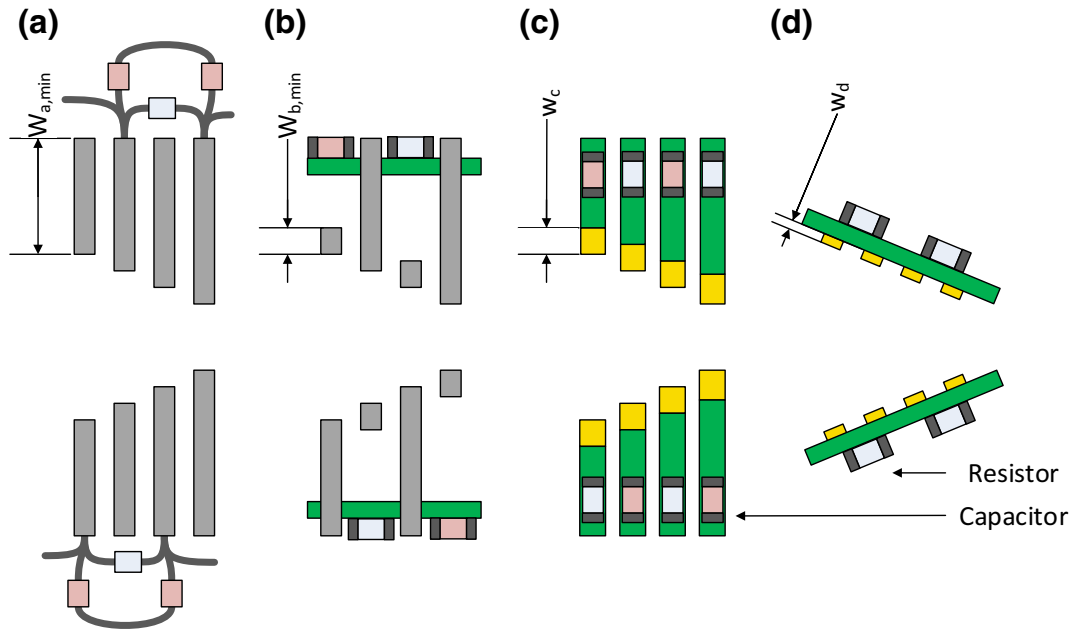 (a)
(b)
(c)
(d)
Wa,min
Wb,min
wc
wd
Resistor
Capacitor